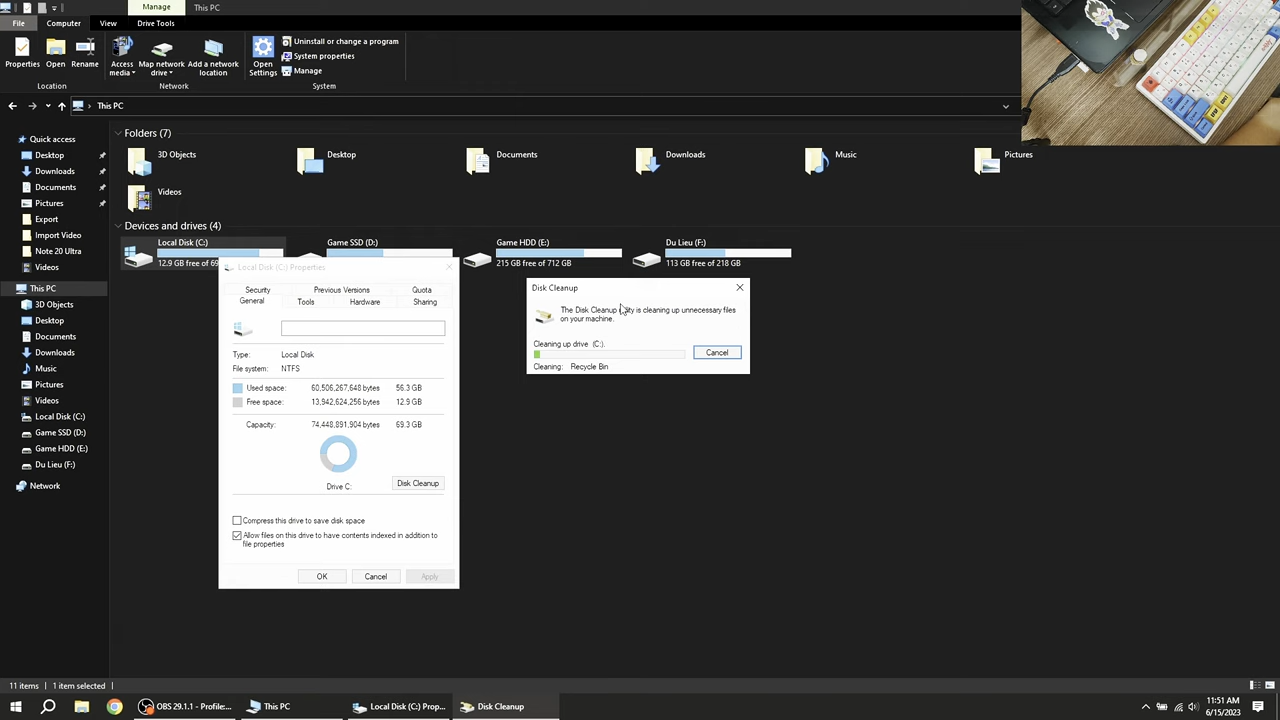 Manage
This PC
File
Computer
View
Drive Tools
Properties
Open
Rename
Access media
Map network drive
Add a network location
Open Settings
Uninstall or change a program
System properties
Manage
Location
Network
System
This PC
Quick access
Desktop
Downloads
Documents
Pictures
Export
Import Video
Note 20 Ultra
Videos
This PC
3D Objects
Desktop
Documents
Downloads
Music
Pictures
Videos
Local Disk (C:)
Game SSD (D:)
Game HDD (E:)
Du Lieu (F:)
Network
Folders (7)
3D Objects
Desktop
Documents
Downloads
Music
Pictures
Videos
Devices and drives (4)
Local Disk (C:)
12.9 GB free of 69
Game SSD (D:)
Game HDD (E:)
215 GB free of 712 GB
Du Lieu (F:)
113 GB free of 218 GB
Local Disk (C:) Properties
Security
Previous Versions
Quota
General
Tools
Hardware
Sharing
Type: Local Disk
File system: NTFS
Used space: 60,506,267,648 bytes 56.3 GB
Free space: 13,942,624,256 bytes 12.9 GB
Capacity: 74,448,891,904 bytes 69.3 GB
Drive C:
Disk Cleanup
Compress this drive to save disk space
Allow files on this drive to have contents indexed in addition to
file properties
OK
Cancel
Apply
Disk Cleanup
The Disk Cleanup is cleaning up unnecessary files
on your machine.
Cleaning up drive (C:).
Cancel
Cleaning: Recycle Bin
11 items
1 item selected
OBS 29.1.1 - Profile:...
This PC
Local Disk (C:) Prop...
Disk Cleanup
11:51 AM
6/15/2023